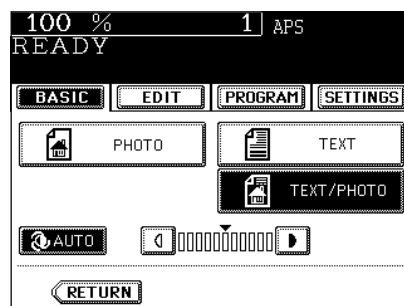 100 % 1 APS
READY
BASIC EDIT PROGRAM SETTINGS
PHOTO TEXT
TEXT/PHOTO
AUTO
RETURN